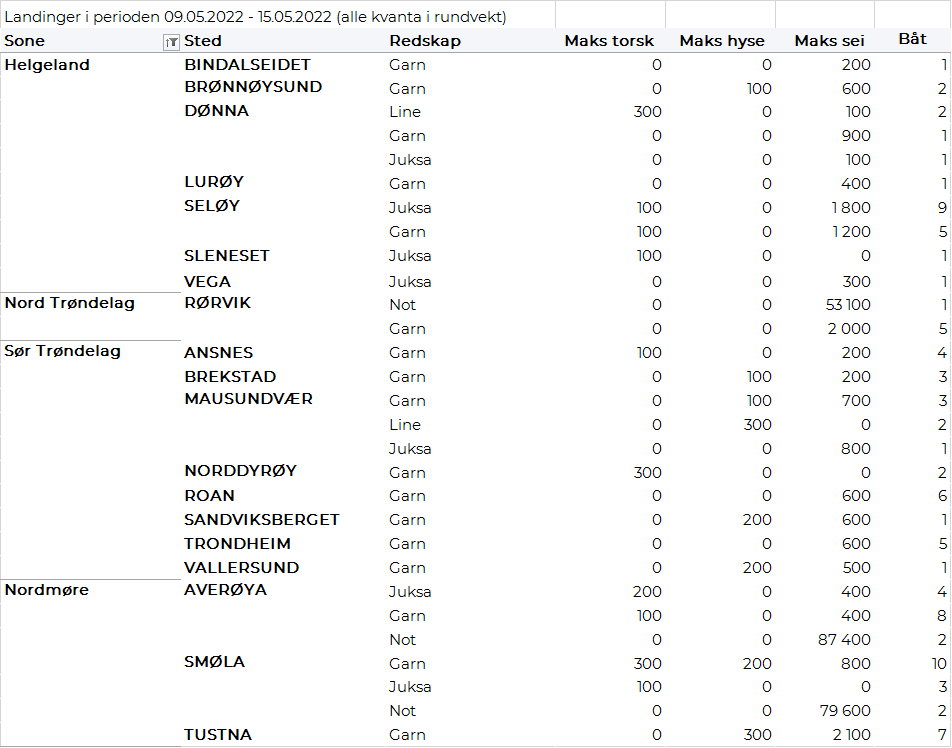 Landinger i perioden 09.05.2022 - 15.05.2022 (alle kvanta i rundvekt)
Sone Sted Redskap Maks torsk Maks hyse Maks sei Båt
Helgeland BINDALSEIDET Garn 0 0 200 1
BRØNNØYSUND Garn 0 100 600 2
DØNNA Line 300 0 100 2
Garn 0 0 900 1
Juksa 0 0 100 1
LURØY Garn 0 0 400 1
SELØY Juksa 100 0 1 800 9
Garn 100 0 1 200 5
SLENESET Juksa 100 0 0 1
VEGA Juksa 0 0 300 1
Nord Trøndelag RØRVIK Not 0 0 53 100 1
Garn 0 0 2 000 5
Sør Trøndelag ANSNES Garn 100 0 200 4
BREKSTAD Garn 0 100 200 3
MAUSUNDVÆR Garn 0 100 700 3
Line 0 300 0 2
Juksa 0 0 800 1
NORDDYRØY Garn 300 0 0 2
ROAN Garn 0 0 600 6
SANDVIKSBERGET Garn 0 200 600 1
TRONDHEIM Garn 0 0 600 5
VALLERSUND Garn 0 200 500 1
Nordmøre AVERØYA Juksa 200 0 400 4
Garn 100 0 400 8
Not 0 0 87 400 2
SMØLA Garn 300 200 800 10
Juksa 100 0 0 3
Not 0 0 79 600 2
TUSTNA Garn 0 300 2 100 7